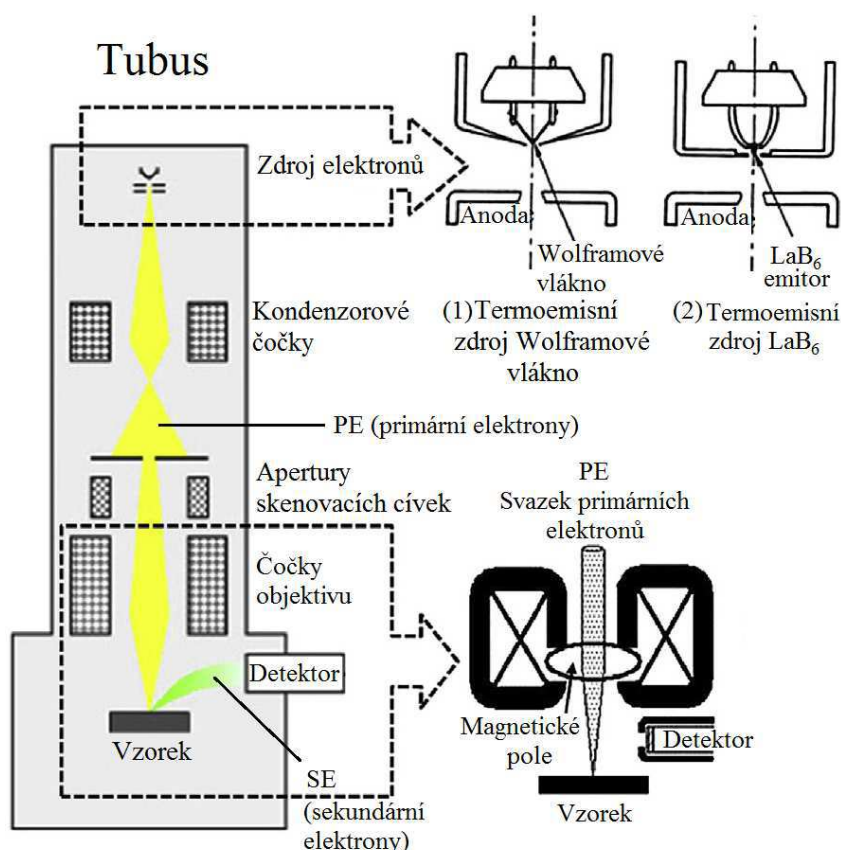 Tubus
Zdroj elektronů
Kondenzorové
čočky
PE (primární elektrony)
Apertury
skenovacích cívek
Čočky
objektivu
Detektor
Vzorek
SE
(sekundární
elektrony)
Anoda
Wolframové
vlákno
(1) Termoemisní
zdroj Wolframové
vlákno
Anoda
LaB₆
emitor
(2) Termoemisní
zdroj LaB₆
PE
Svazek primárních
elektronů
Magnetické
pole
Detektor
Vzorek